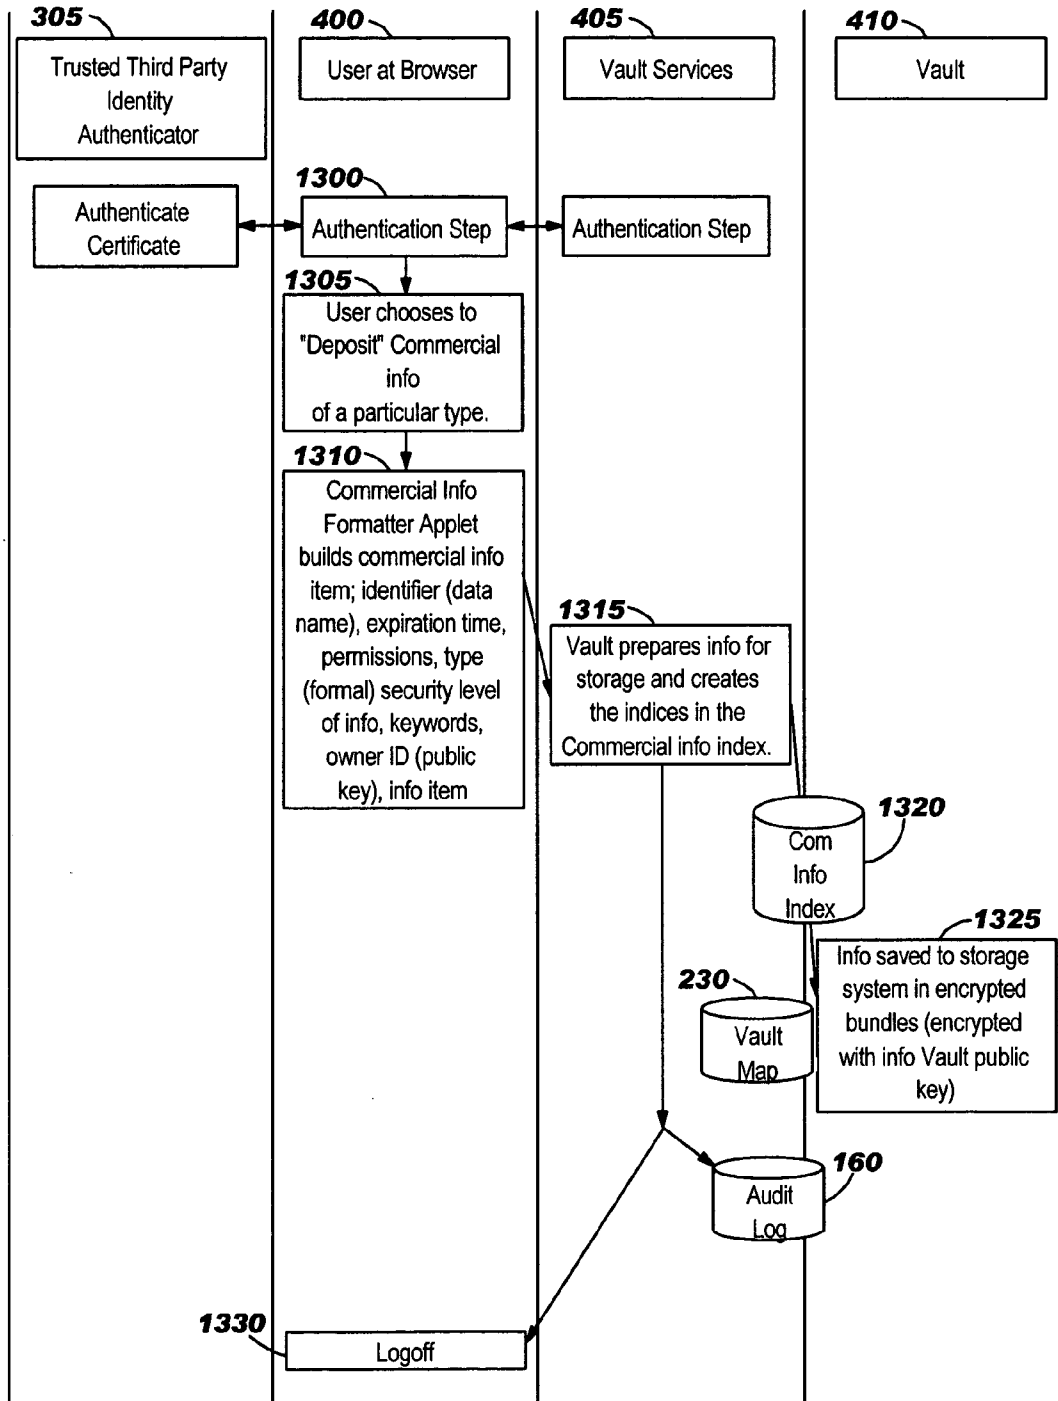 305
400
405
410
Trusted Third Party
Identity
Authenticator
User at Browser
Vault Services
Vault
1300
Authenticate
Certificate
Authentication Step
Authentication Step
1305
User chooses to
"Deposit" Commercial
info
of a particular type.
1310
Commercial Info
Formatter Applet
builds commercial info
item; identifier (data
name), expiration time,
permissions, type
(formal) security level
of info, keywords,
owner ID (public
key), info item
1315
Vault prepares info for
storage and creates
the indices in the
Commercial info index.
1320
Com
Info
Index
1325
Info saved to storage
system in encrypted
bundles (encrypted
with info Vault public
key)
230
Vault
Map
160
Audit
Log
1330
Logoff